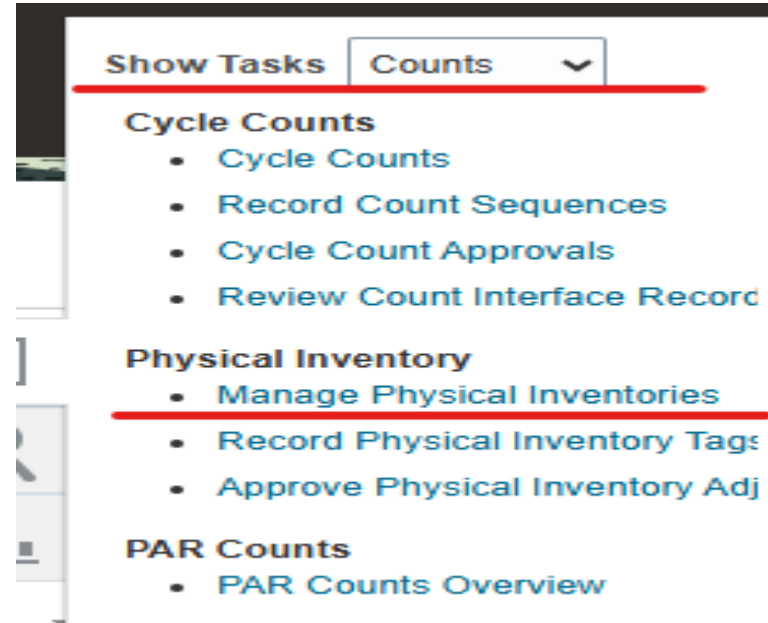 Show Tasks Counts
Cycle Counts
Cycle Counts
Record Count Sequences
Cycle Count Approvals
Review Count Interface Record
Physical Inventory
Manage Physical Inventories
Record Physical Inventory Tags
Approve Physical Inventory Adj
PAR Counts
PAR Counts Overview